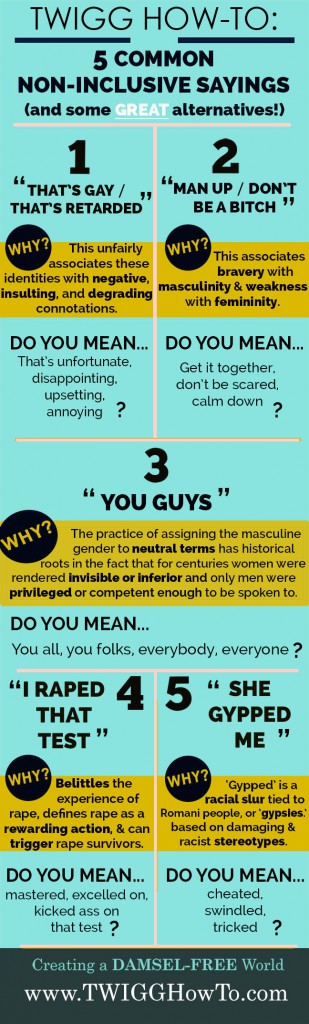 TWIGG HOW-TO:
5 COMMON
NON-INCLUSIVE SAYINGS
(and some GREAT alternatives!)
1
“ THAT'S GAY / ”
THAT'S RETARDED
WHY?
This unfairly
associates these
identities with negative,
insulting, and degrading
connotations.
DO YOU MEAN...
That's unfortunate,
disappointing,
upsetting,
annoying ?
2
“ MAN UP / DON'T
BE A BITCH ”
WHY?
This associates
bravery with
masculinity & weakness
with femininity.
DO YOU MEAN...
Get it together,
don't be scared,
calm down ?
3
“ YOU GUYS ”
WHY?
The practice of assigning the masculine
gender to neutral terms has historical
roots in the fact that for centuries women were
rendered invisible or inferior and only men were
privileged or competent enough to be spoken to.
DO YOU MEAN...
You all, you folks, everybody, everyone ?
4
“I RAPED
THAT
TEST ”
WHY?
Belittles the
experience of
rape, defines rape as a
rewarding action, & can
trigger rape survivors.
DO YOU MEAN...
mastered, excelled on,
kicked ass on
that test ?
5
“ SHE
GYPPED
ME ”
WHY?
'Gypped' is a
racial slur tied to
Romani people, or 'gypsies,'
based on damaging &
racist stereotypes.
DO YOU MEAN...
cheated,
swindled,
tricked ?
Creating a DAMSEL-FREE World
www.TWIGGHowTo.com